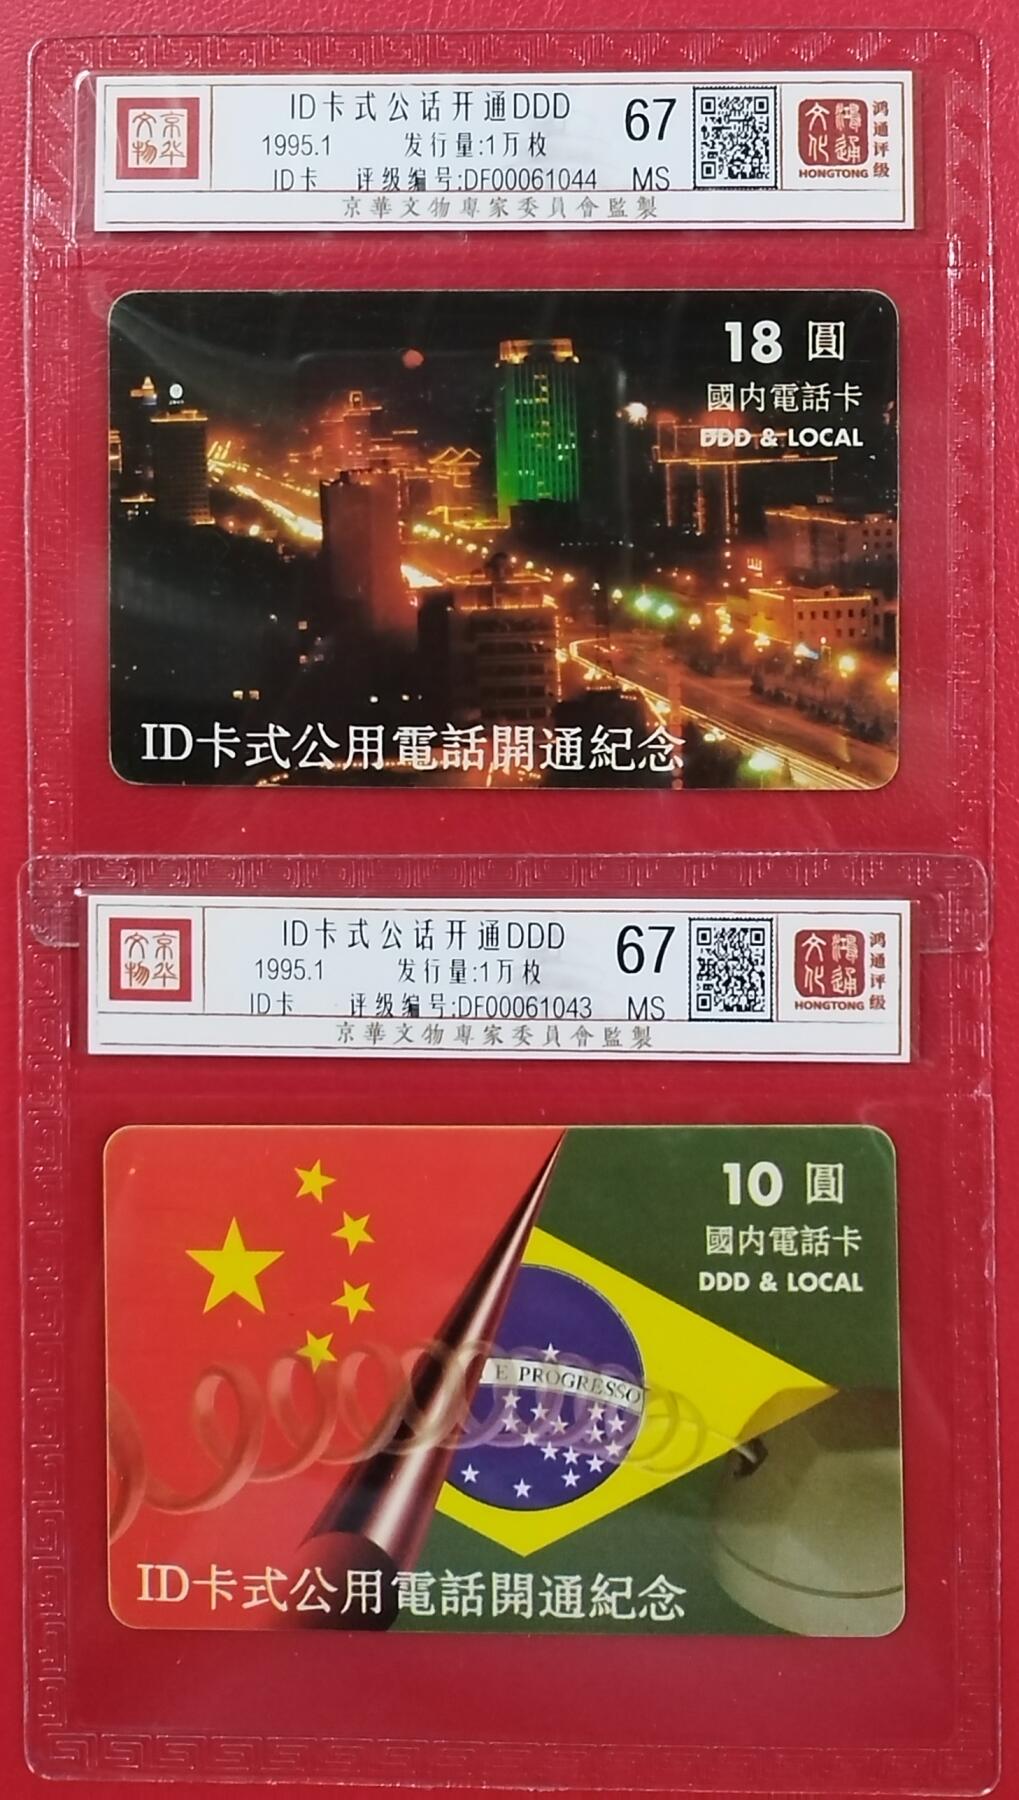 ID卡式公话开通DDD
1995.1 发行量:1万枚
ID卡 评级编号:DF00061044
67
MS
京華文物專家委員會監製
京华文物
鸿通文化
HONGTONG
鸿通评级
18 圓
國内電話卡
DDD & LOCAL
ID卡式公用電話開通紀念
ID卡式公话开通DDD
1995.1 发行量:1万枚
ID卡 评级编号:DF00061043
67
MS
京華文物專家委員會監製
京华文物
鸿通文化
HONGTONG
鸿通评级
10 圓
國内電話卡
DDD & LOCAL
E PROGRESSO
ID卡式公用電話開通紀念